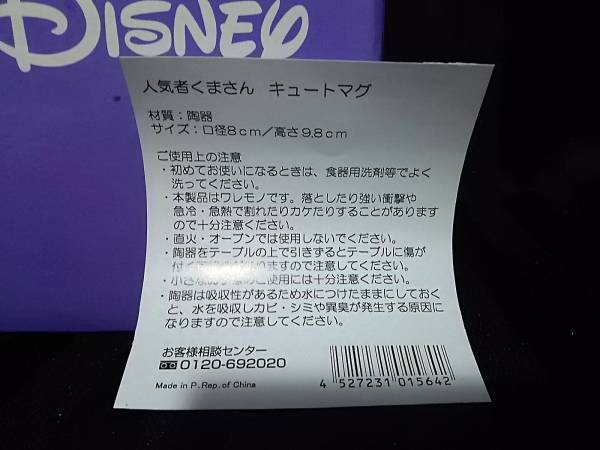 DISNEY
人気者くまさん キュートマグ
材質：陶器
サイズ：口径8cm／高さ9.8cm
ご使用上の注意
・初めてお使いになるときは、食器用洗剤等でよく
洗ってください。
・本製品はワレモノです。落としたり強い衝撃や
急冷・急熱で割れたりカケたりすることがあります
ので十分注意ください。
・直火・オーブンでは使用しないでください。
・陶器をテーブルの上で引きずるとテーブルに傷が
付くりますので注意してください。
・小さなお使用には十分注意ください。
・陶器は吸収性があるため水につけたままにしておく
と、水を吸収しカビ・シミや異臭が発生する原因に
なりますので注意してください。
お客様相談センター
0120-692020
Made in P. Rep. of China
4 527231 015642